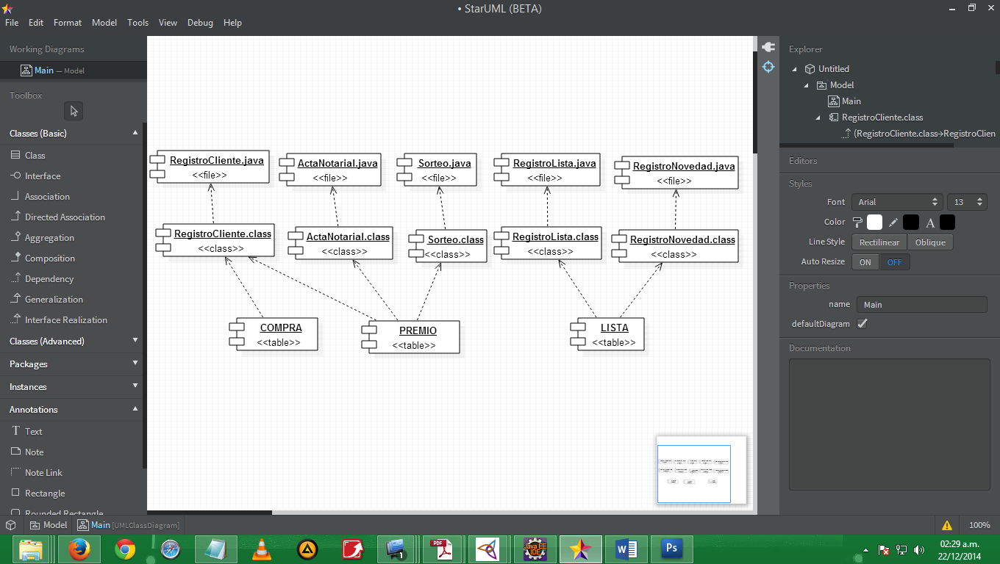 • StarUML (BETA)
File Edit Format Model Tools View Debug Help
Working Diagrams
Main — Model
Toolbox
Classes (Basic)
Class
Interface
Association
Directed Association
Aggregation
Composition
Dependency
Generalization
Interface Realization
Classes (Advanced)
Packages
Instances
Annotations
T Text
Note
Note Link
Rectangle
Rounded Rectangle
RegistroCliente.java
<<file>>
ActaNotarial.java
<<file>>
Sorteo.java
<<file>>
RegistroLista.java
<<file>>
RegistroNovedad.java
<<file>>
RegistroCliente.class
<<class>>
ActaNotarial.class
<<class>>
Sorteo.class
<<class>>
RegistroLista.class
<<class>>
RegistroNovedad.class
<<class>>
COMPRA
<<table>>
PREMIO
<<table>>
LISTA
<<table>>
Explorer
Untitled
Model
Main
RegistroCliente.class
(RegistroCliente.class→RegistroClien
Editors
Styles
Font Arial 13
Color A
Line Style Rectilinear Oblique
Auto Resize ON OFF
Properties
name Main
defaultDiagram
Documentation
Model Main [UMLClassDiagram] 100%
PDF
Java EE
IDE
W
Ps
02:29 a.m.
22/12/2014